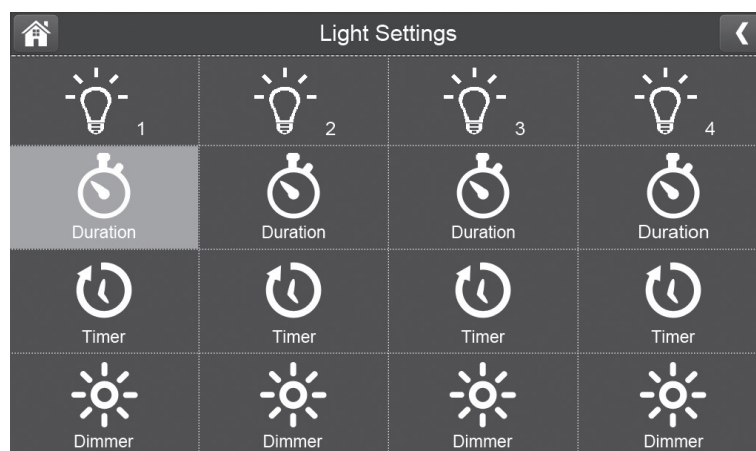 Light Settings
1 2 3 4
Duration Duration Duration Duration
Timer Timer Timer Timer
Dimmer Dimmer Dimmer Dimmer